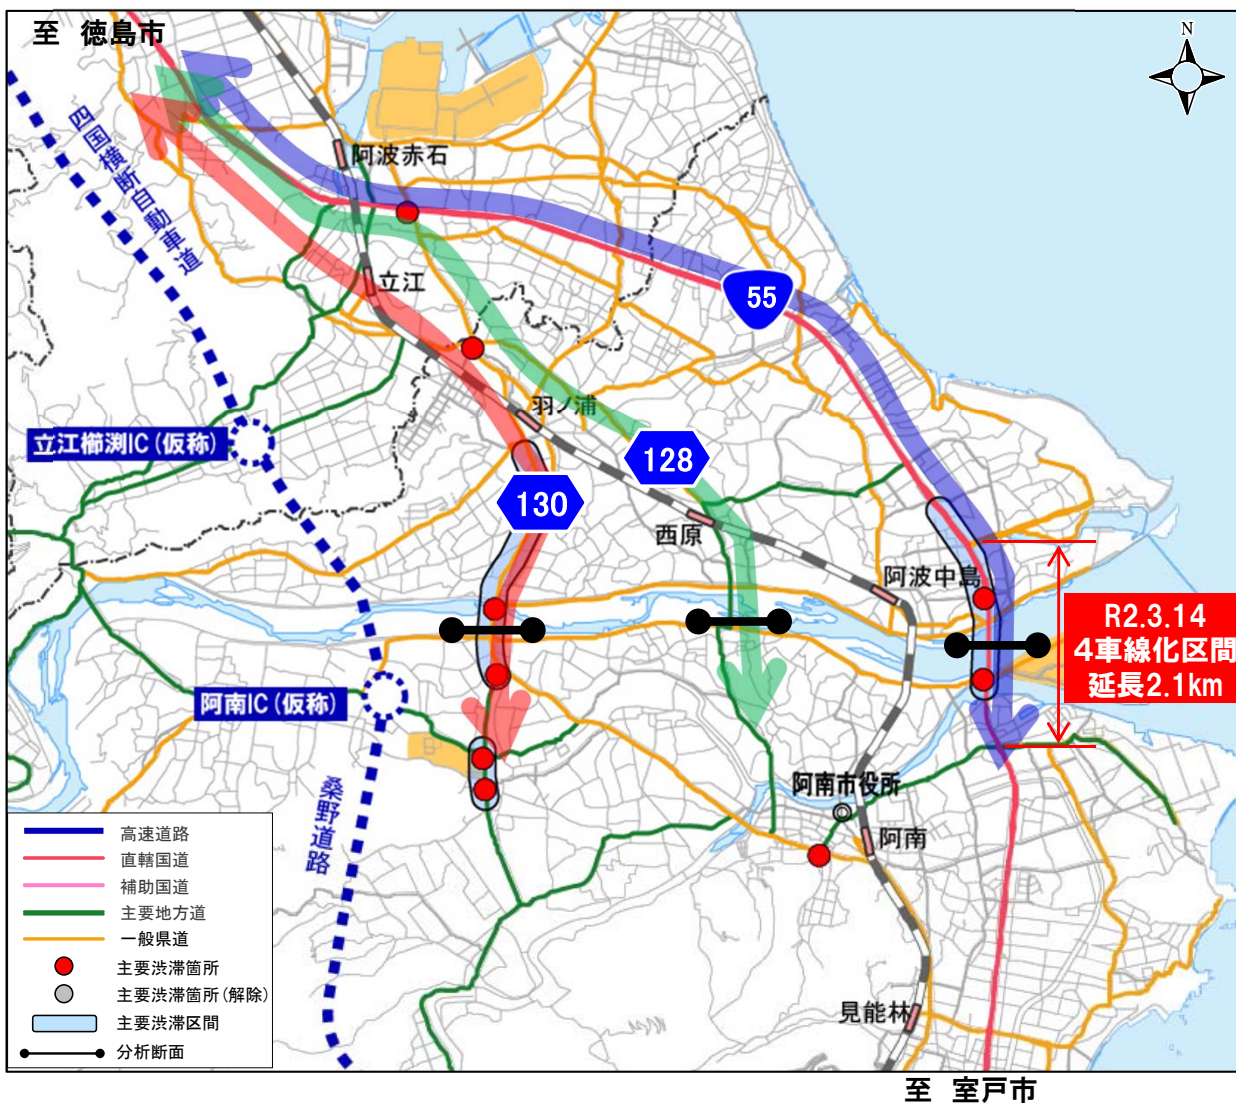 至 徳島市
N
四国横断自動車道
阿波赤石
立江
55
羽ノ浦
立江櫛渕IC(仮称)
128
130
西原
阿波中島
R2.3.14
4車線化区間
延長2.1km
阿南IC(仮称)
桑野道路
阿南市役所
阿南
見能林
高速道路
直轄国道
補助国道
主要地方道
一般県道
主要渋滞箇所
主要渋滞箇所(解除)
主要渋滞区間
分析断面
至 室戸市